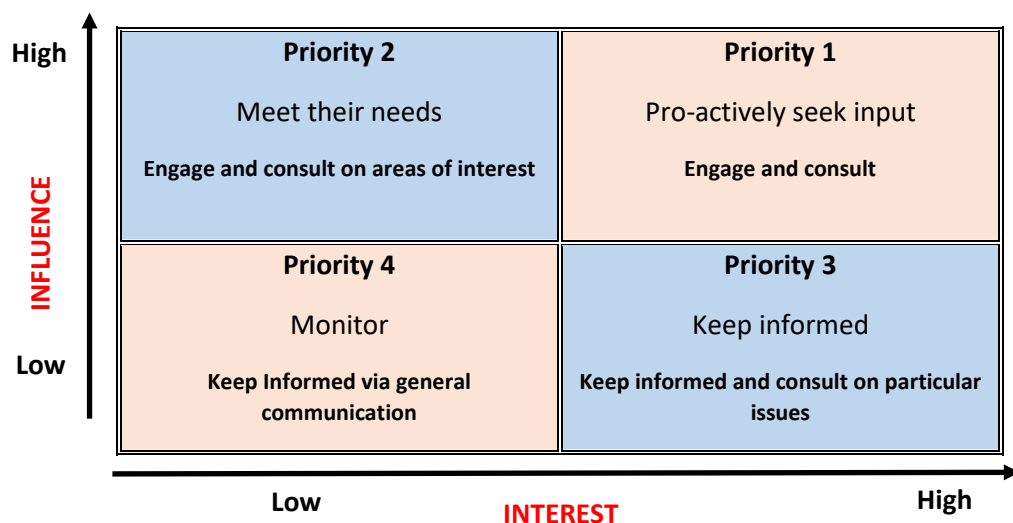 High
Priority 2
Meet their needs
Engage and consult on areas of interest
Priority 1
Pro-actively seek input
Engage and consult
INFLUENCE
Low
Priority 4
Monitor
Keep Informed via general
communication
Priority 3
Keep informed
Keep informed and consult on particular
issues
Low
INTEREST
High